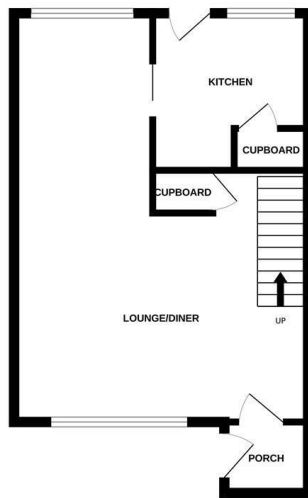 KITCHEN
CUPBOARD
CUPBOARD
LOUNGE/DINER
UP
PORCH